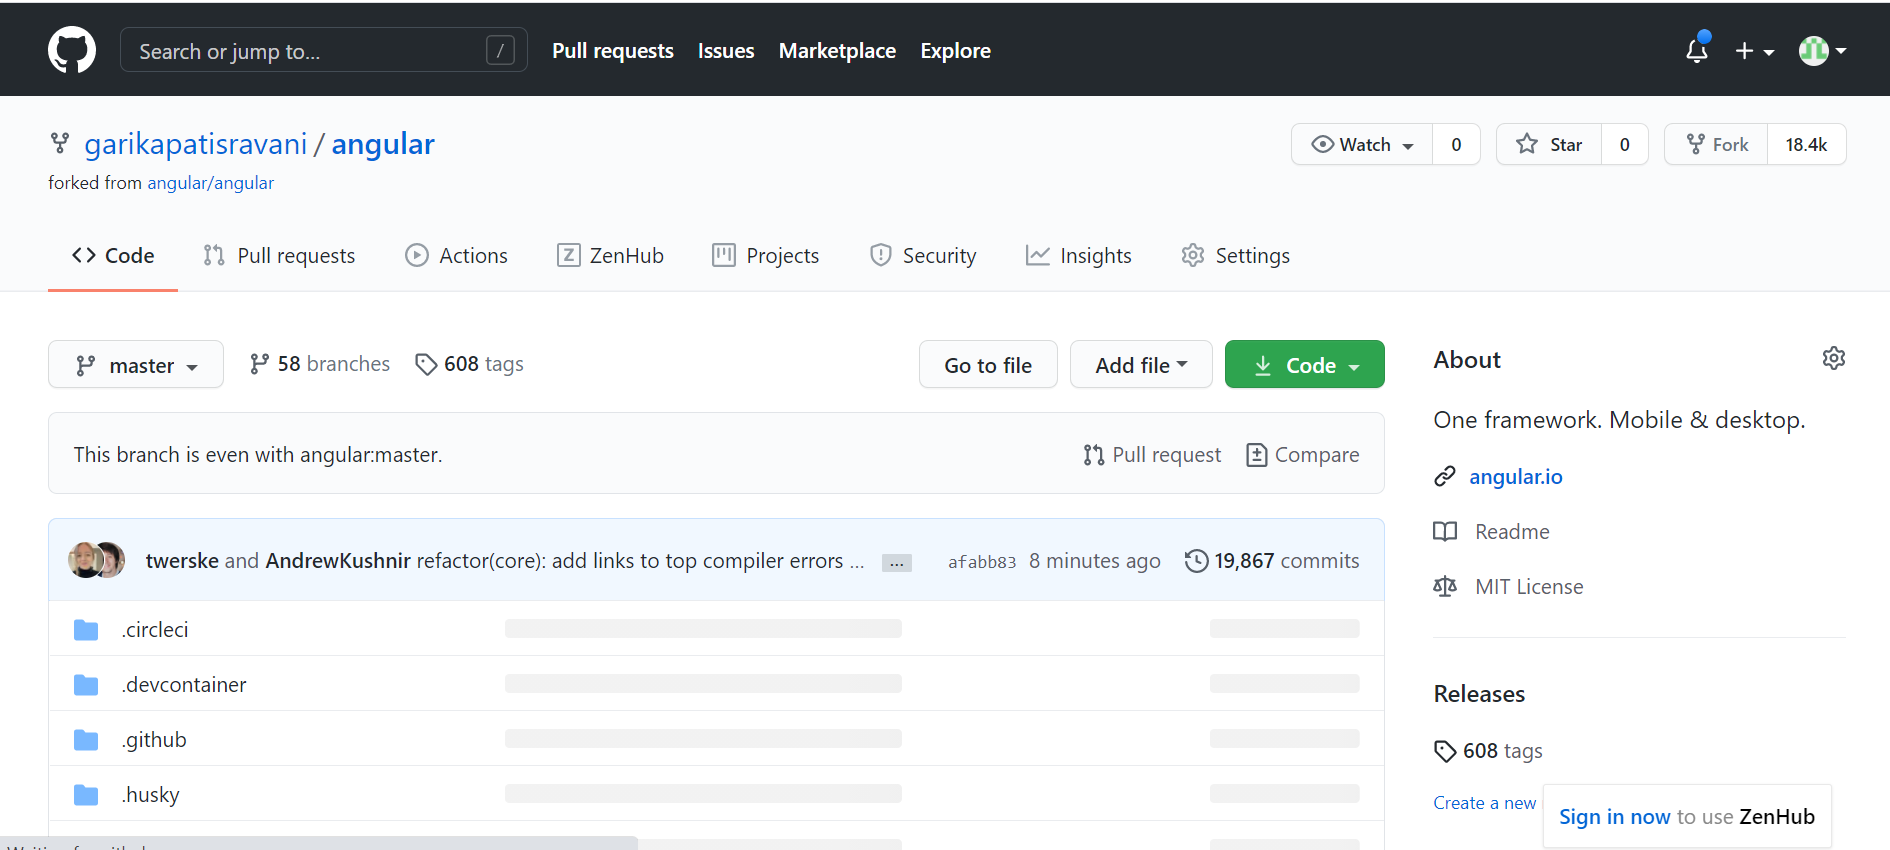 Search or jump to... /
Pull requests Issues Marketplace Explore
garikapatisravani / angular
forked from angular/angular
Watch 0 Star 0 Fork 18.4k
Code Pull requests Actions ZenHub Projects Security Insights Settings
master 58 branches 608 tags
Go to file Add file Code
This branch is even with angular:master.
Pull request Compare
twerske and AndrewKushnir refactor(core): add links to top compiler errors ... ...
afabb83 8 minutes ago 19,867 commits
.circleci
.devcontainer
.github
.husky
About
One framework. Mobile & desktop.
angular.io
Readme
MIT License
Releases
608 tags
Create a new
Sign in now to use ZenHub